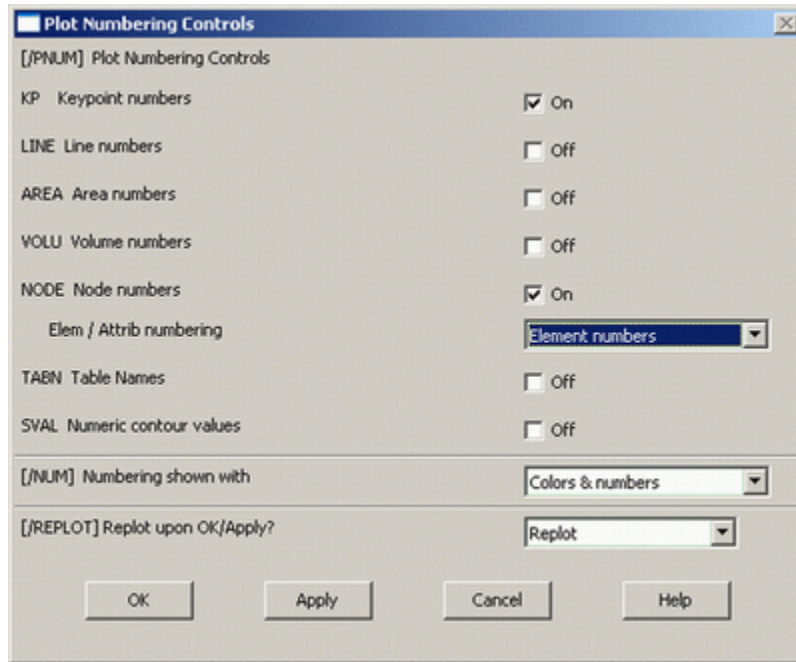 Plot Numbering Controls
[/PNUM] Plot Numbering Controls
KP Keypoint numbers On
LINE Line numbers Off
AREA Area numbers Off
VOLU Volume numbers Off
NODE Node numbers On
Elem / Attrib numbering Element numbers
TABN Table Names Off
SVAL Numeric contour values Off
[/NUM] Numbering shown with Colors & numbers
[/REPLOT] Replot upon OK/Apply? Replot
OK Apply Cancel Help